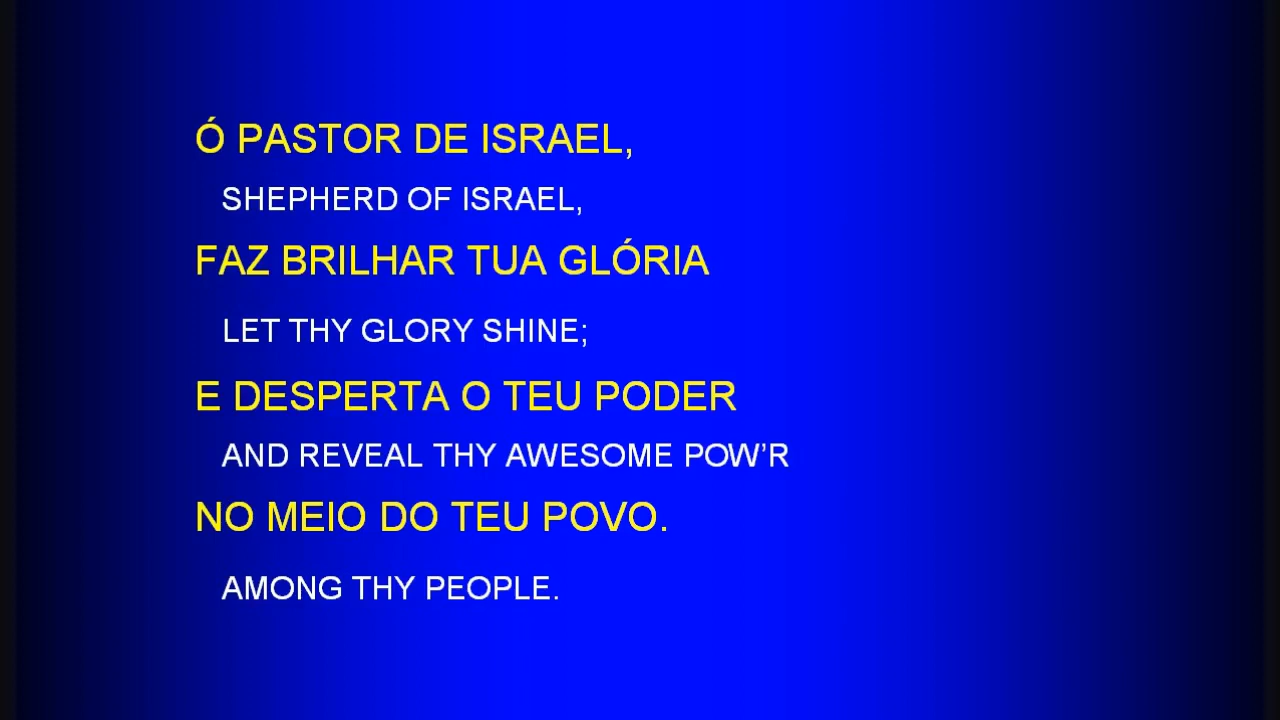 Ó PASTOR DE ISRAEL,
SHEPHERD OF ISRAEL,
FAZ BRILHAR TUA GLÓRIA
LET THY GLORY SHINE;
E DESPERTA O TEU PODER
AND REVEAL THY AWESOME POW’R
NO MEIO DO TEU POVO.
AMONG THY PEOPLE.